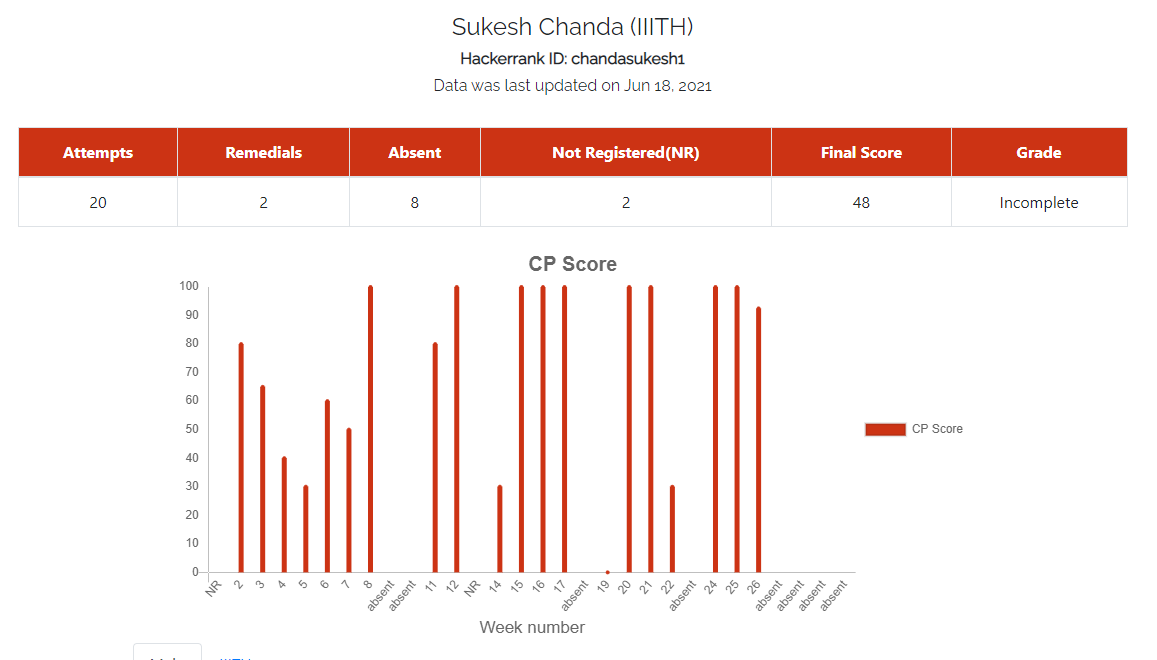 Sukesh Chanda (IIITH)
Hackerrank ID: chandasukesh1
Data was last updated on Jun 18, 2021
Attempts Remedials Absent Not Registered(NR) Final Score Grade
20 2 8 2 48 Incomplete
CP Score
100
90
80
70
60
50
40
30
20
10
0
CP Score
NR 2 3 4 5 6 7 8 absent absent 11 12 NR 14 15 16 17 absent 19 20 21 22 absent 24 25 26 absent absent absent absent
Week number